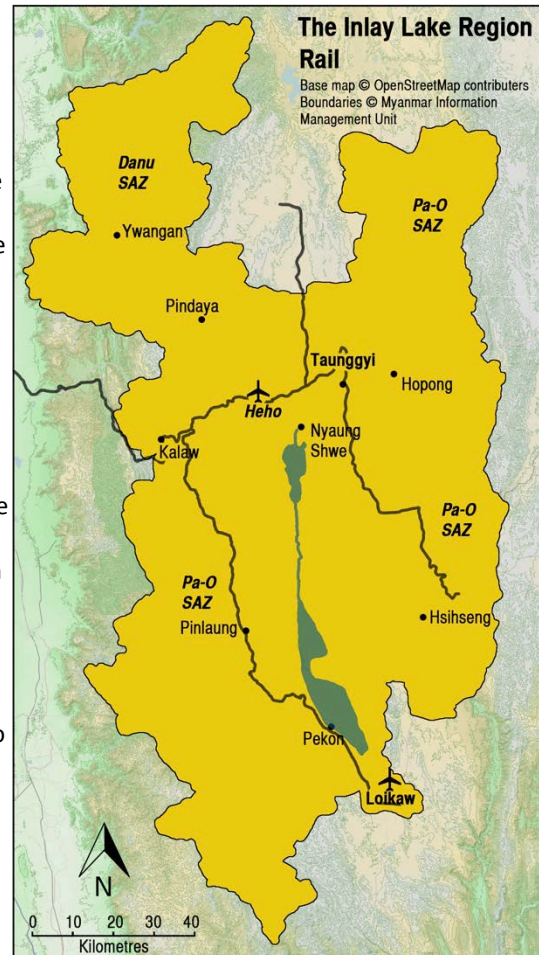 The Inlay Lake Region
Rail
Base map © OpenStreetMap contributers
Boundaries © Myanmar Information
Management Unit
Danu
SAZ
Pa-O
SAZ
Ywangan
Pindaya
Taunggyi
Hopong
Heho
Nyaung
Shwe
Kalaw
Pa-O
SAZ
Pa-O
SAZ
Hsihseng
Pinlaung
Pekon
Loikaw
N
0 10 20 30 40
Kilometres